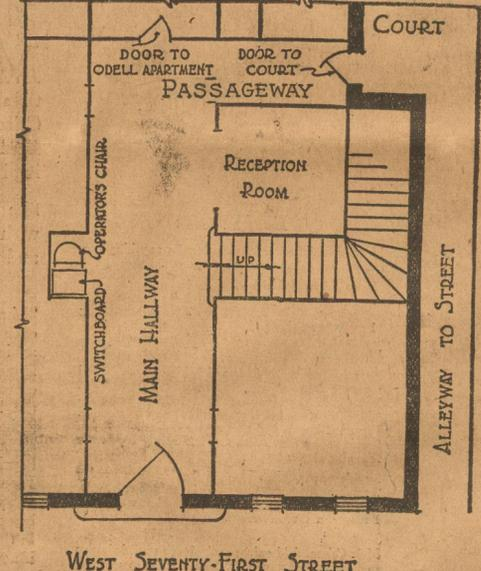 COURT
DOOR TO
ODELL APARTMENT
DOOR TO
COURT
PASSAGEWAY
RECEPTION
ROOM
OPERATOR'S CHAIR
SWITCHBOARD
MAIN HALLWAY
UP
ALLEYWAY TO STREET
WEST SEVENTY-FIRST STREET